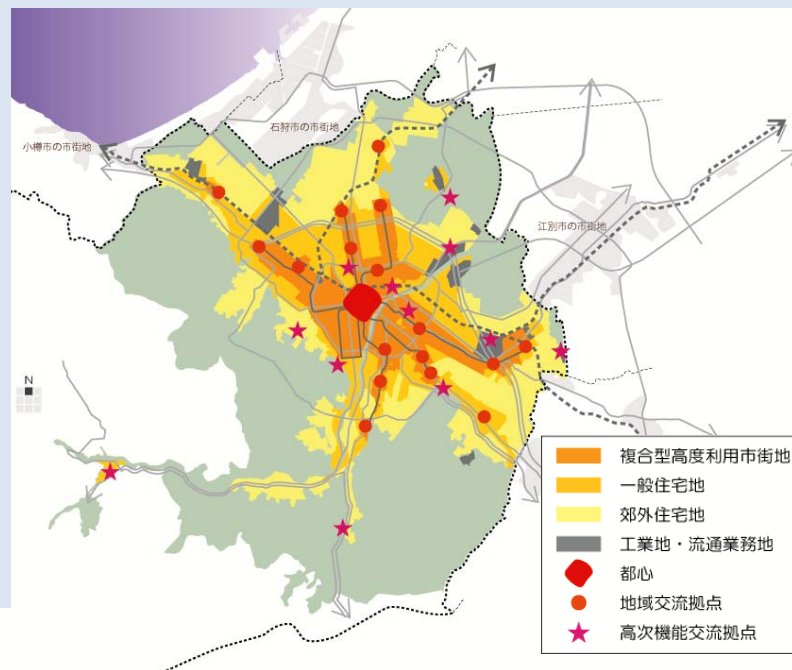 石狩市の市街地
小樽市の市街地
江別市の市街地
N
複合型高度利用市街地
一般住宅地
郊外住宅地
工業地・流通業務地
都心
地域交流拠点
高次機能交流拠点